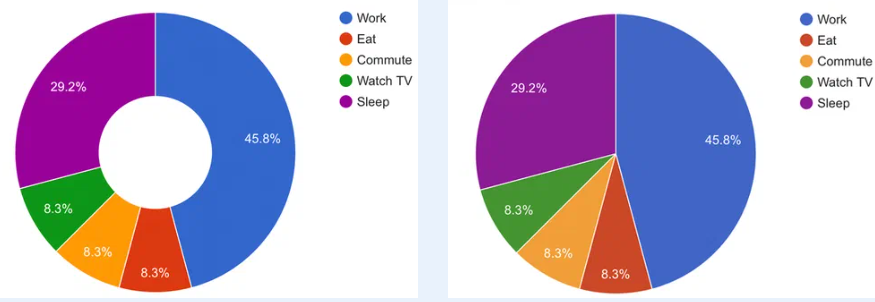 Work
Eat
Commute
Watch TV
Sleep
29.2%
45.8%
8.3%
8.3%
8.3%
Work
Eat
Commute
Watch TV
Sleep
29.2%
45.8%
8.3%
8.3%
8.3%